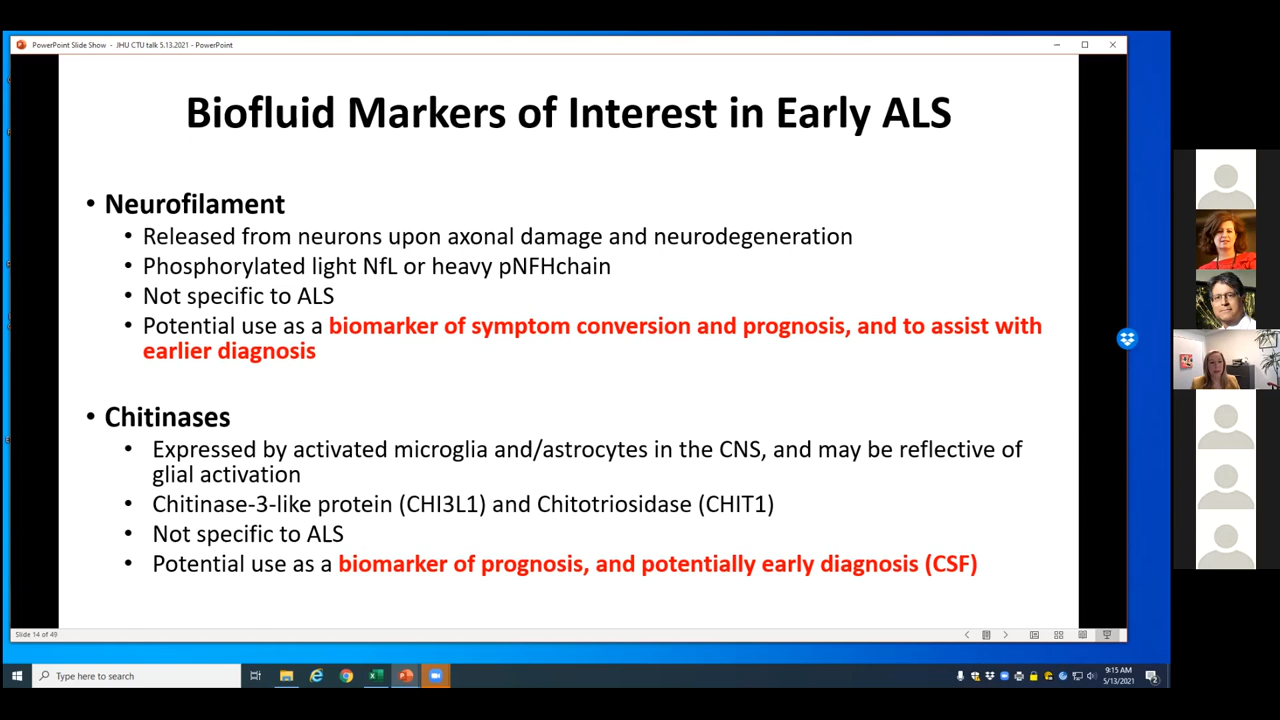 PowerPoint Slide Show - JHU CTU talk 5.13.2021 - PowerPoint
Biofluid Markers of Interest in Early ALS
• Neurofilament
• Released from neurons upon axonal damage and neurodegeneration
• Phosphorylated light NfL or heavy pNFHchain
• Not specific to ALS
• Potential use as a biomarker of symptom conversion and prognosis, and to assist with
earlier diagnosis
• Chitinases
• Expressed by activated microglia and/astrocytes in the CNS, and may be reflective of
glial activation
• Chitinase-3-like protein (CHI3L1) and Chitotriosidase (CHIT1)
• Not specific to ALS
• Potential use as a biomarker of prognosis, and potentially early diagnosis (CSF)
Slide 14 of 49
Type here to search
9:15 AM
5/13/2021